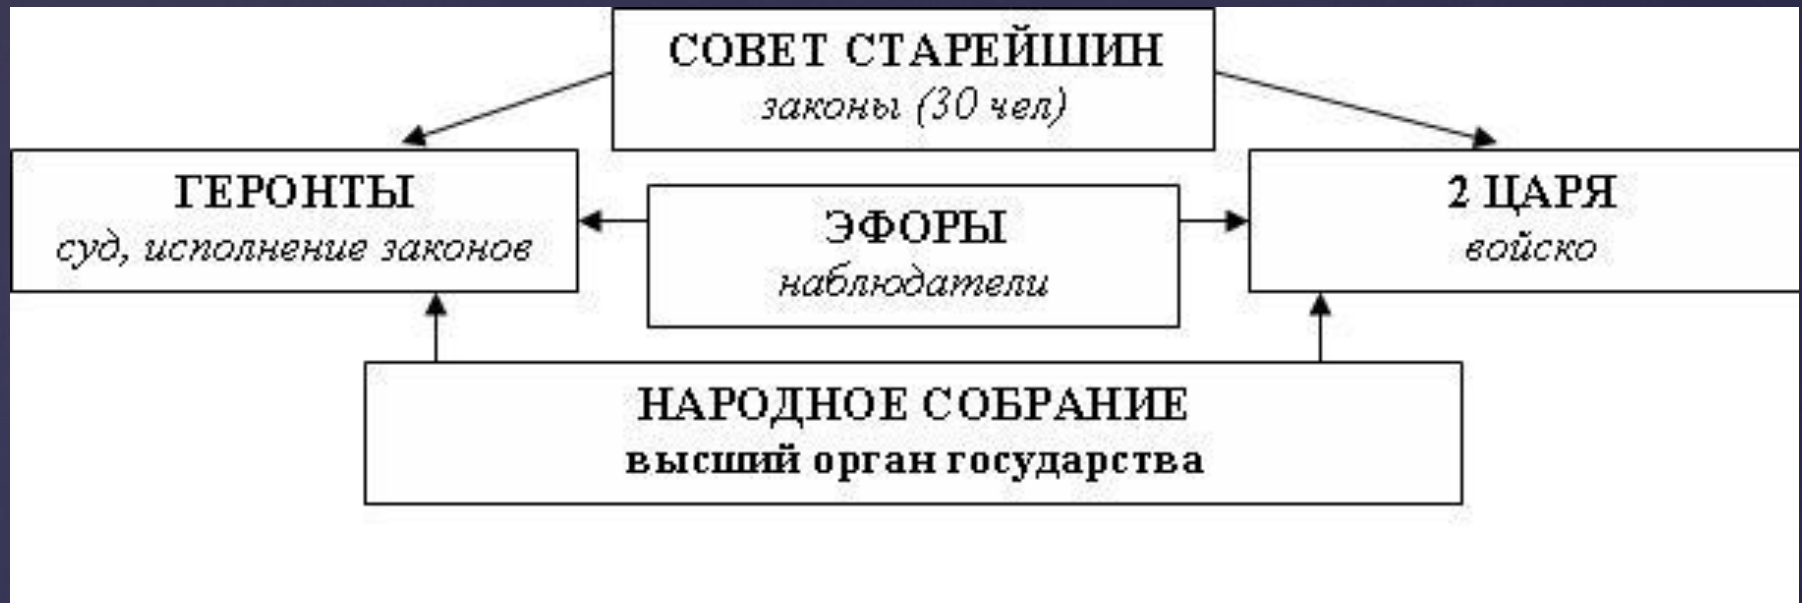 СОВЕТ СТАРЕЙШИН
законы (30 чел)
ГЕРОНТЫ
суд, исполнение законов
ЭФОРЫ
наблюдатели
2 ЦАРЯ
войско
НАРОДНОЕ СОБРАНИЕ
высший орган государства